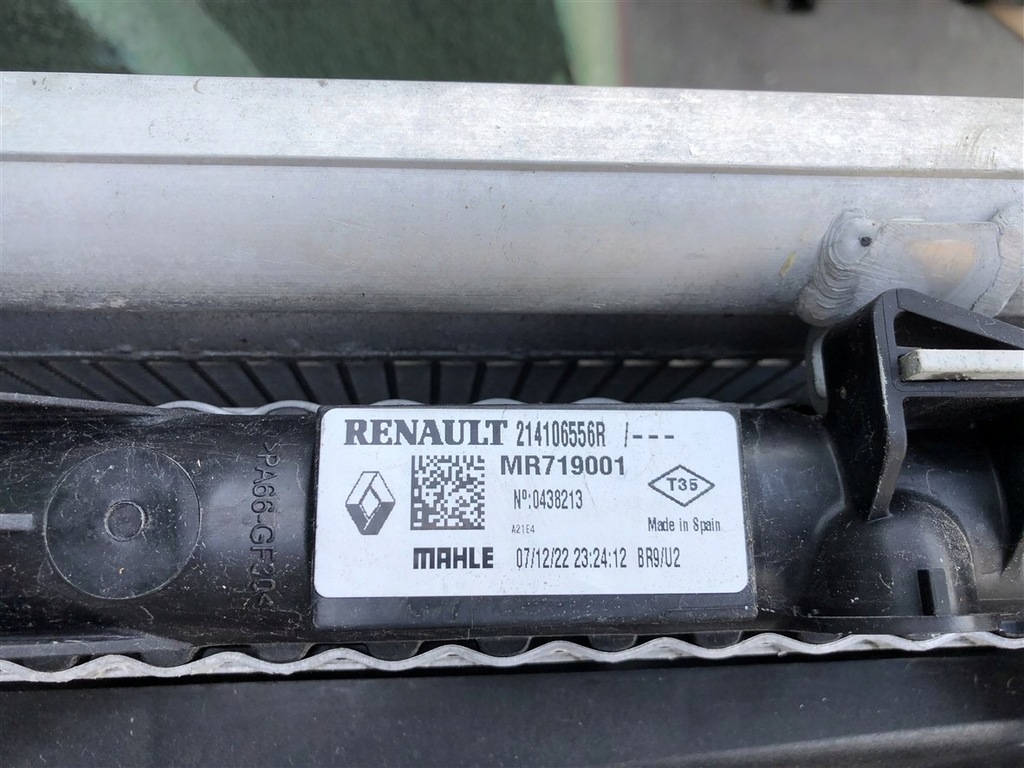 RENAULT 214106556R /---
MR719001
Nº:0438213
T35
A21E4
Made in Spain
MAHLE 07/12/22 23:24:12 BR9/U2
>PA66-GF30<